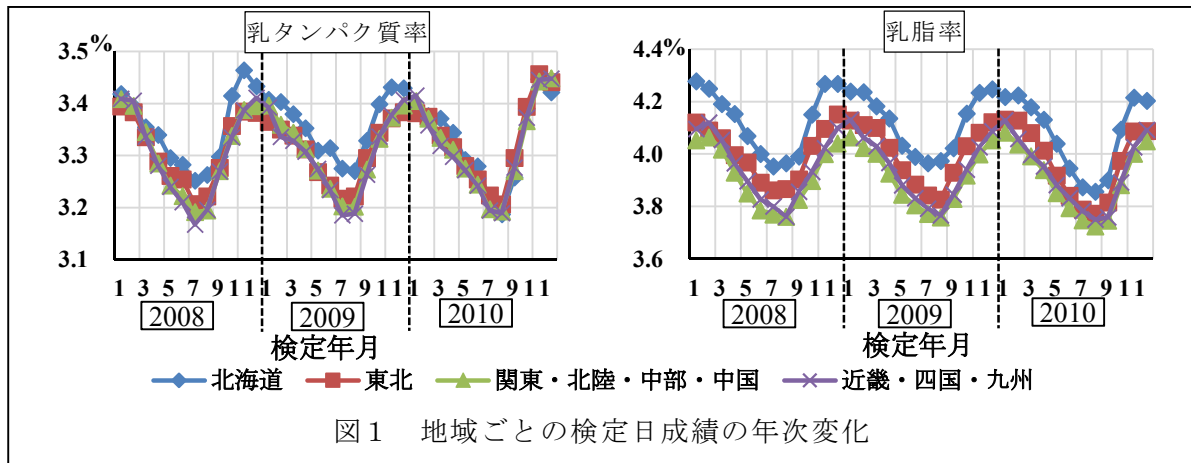 乳タンパク質率
3.5%
3.4
3.3
3.2
3.1
1 3 5 7 9 11 1 3 5 7 9 11 1 3 5 7 9 11
2008 2009 2010
検定年月
乳脂率
4.4%
4.2
4.0
3.8
3.6
1 3 5 7 9 11 1 3 5 7 9 11 1 3 5 7 9 11
2008 2009 2010
検定年月
北海道 東北 関東・北陸・中部・中国 近畿・四国・九州
図1 地域ごとの検定日成績の年次変化